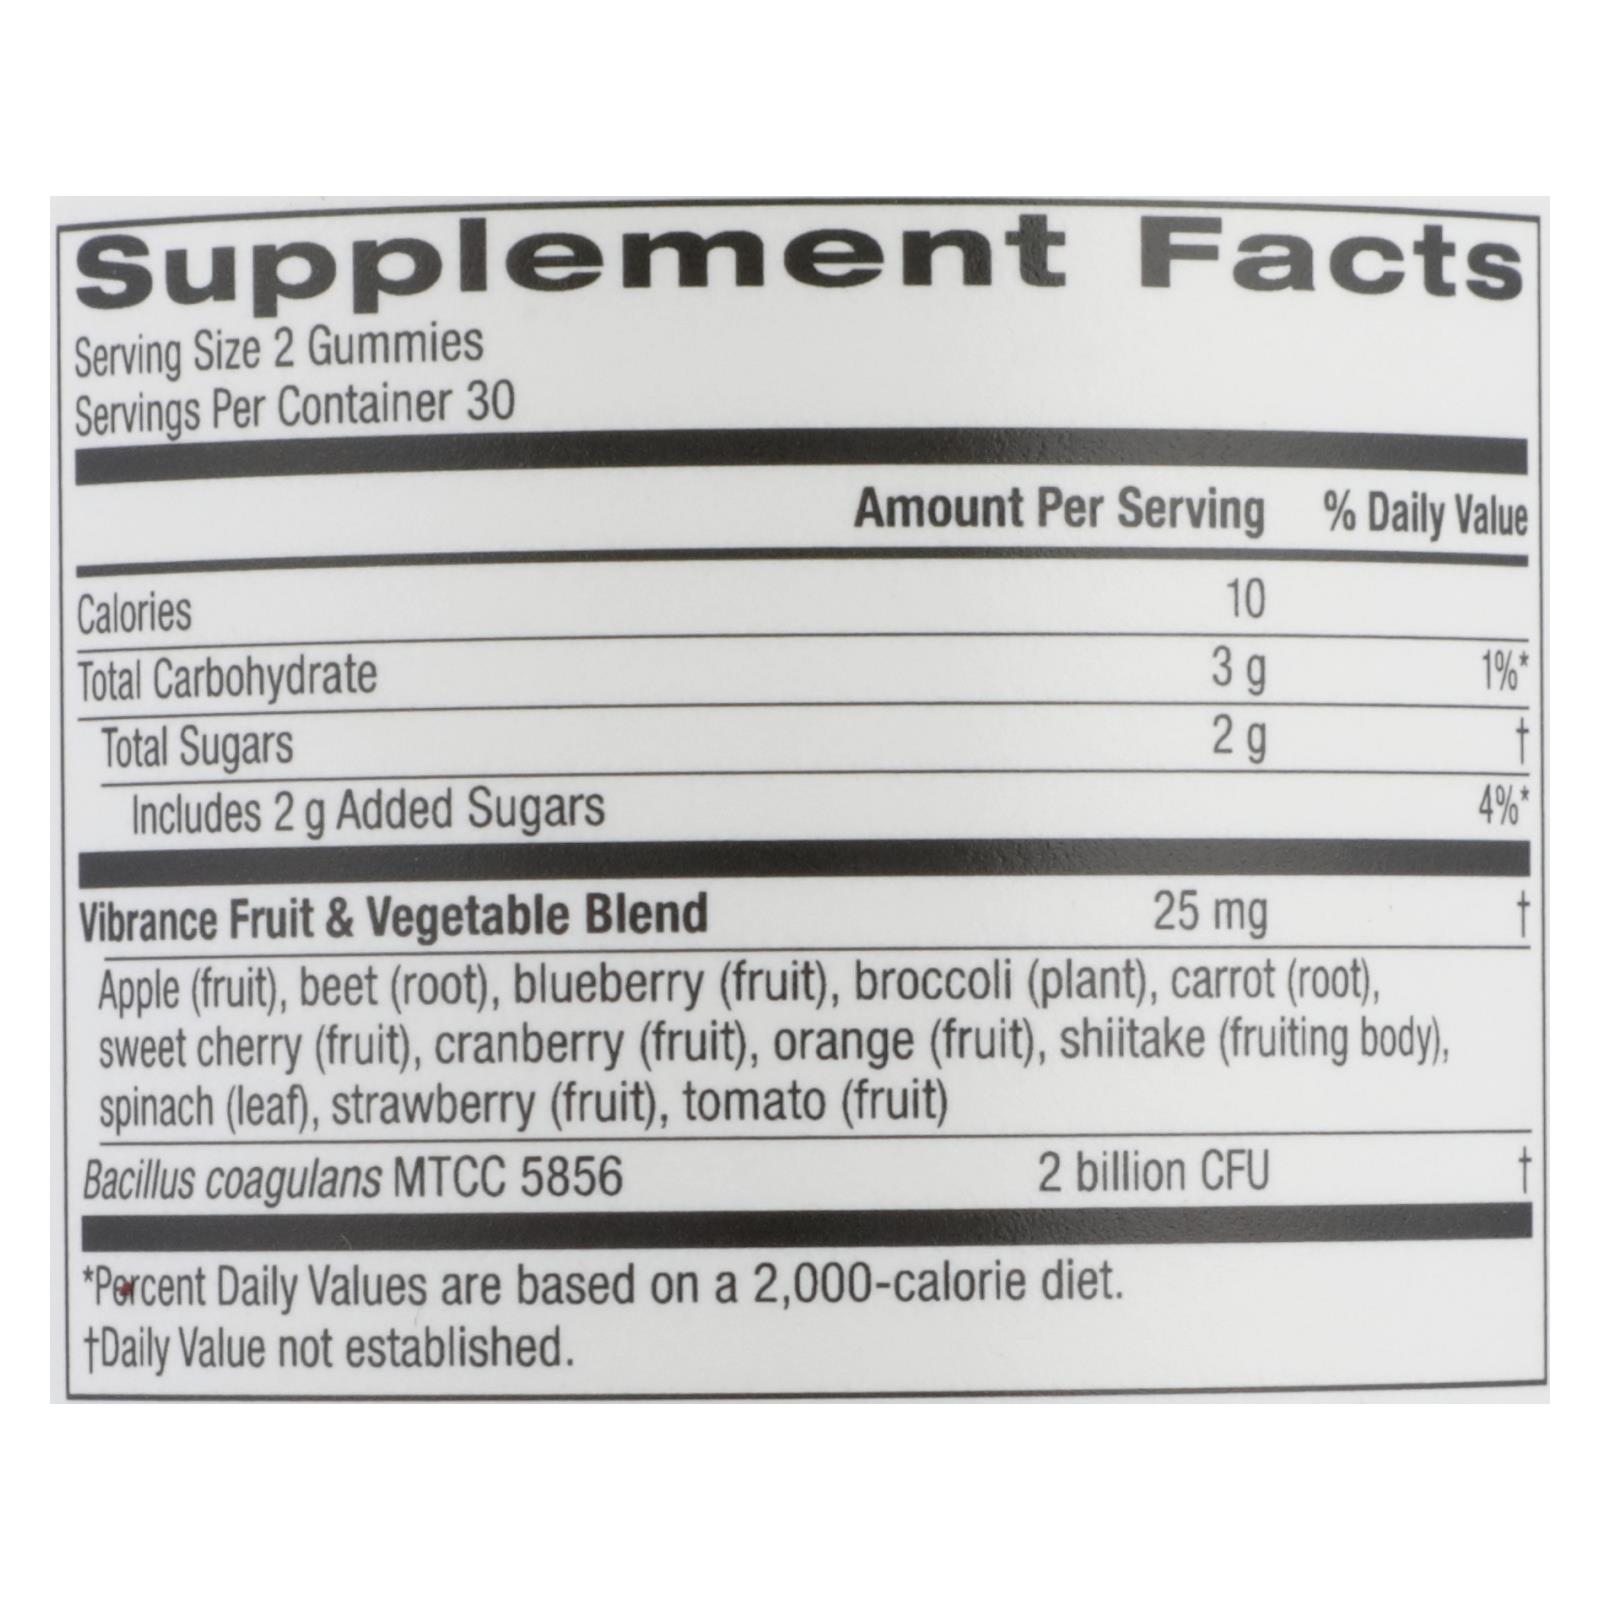 Supplement Facts
Serving Size 2 Gummies
Servings Per Container 30
Amount Per Serving % Daily Value
Calories 10
Total Carbohydrate 3 g 1%*
Total Sugars 2 g †
Includes 2 g Added Sugars 4%*
Vibrance Fruit & Vegetable Blend 25 mg †
Apple (fruit), beet (root), blueberry (fruit), broccoli (plant), carrot (root),
sweet cherry (fruit), cranberry (fruit), orange (fruit), shiitake (fruiting body),
spinach (leaf), strawberry (fruit), tomato (fruit)
Bacillus coagulans MTCC 5856 2 billion CFU †
*Percent Daily Values are based on a 2,000-calorie diet.
†Daily Value not established.